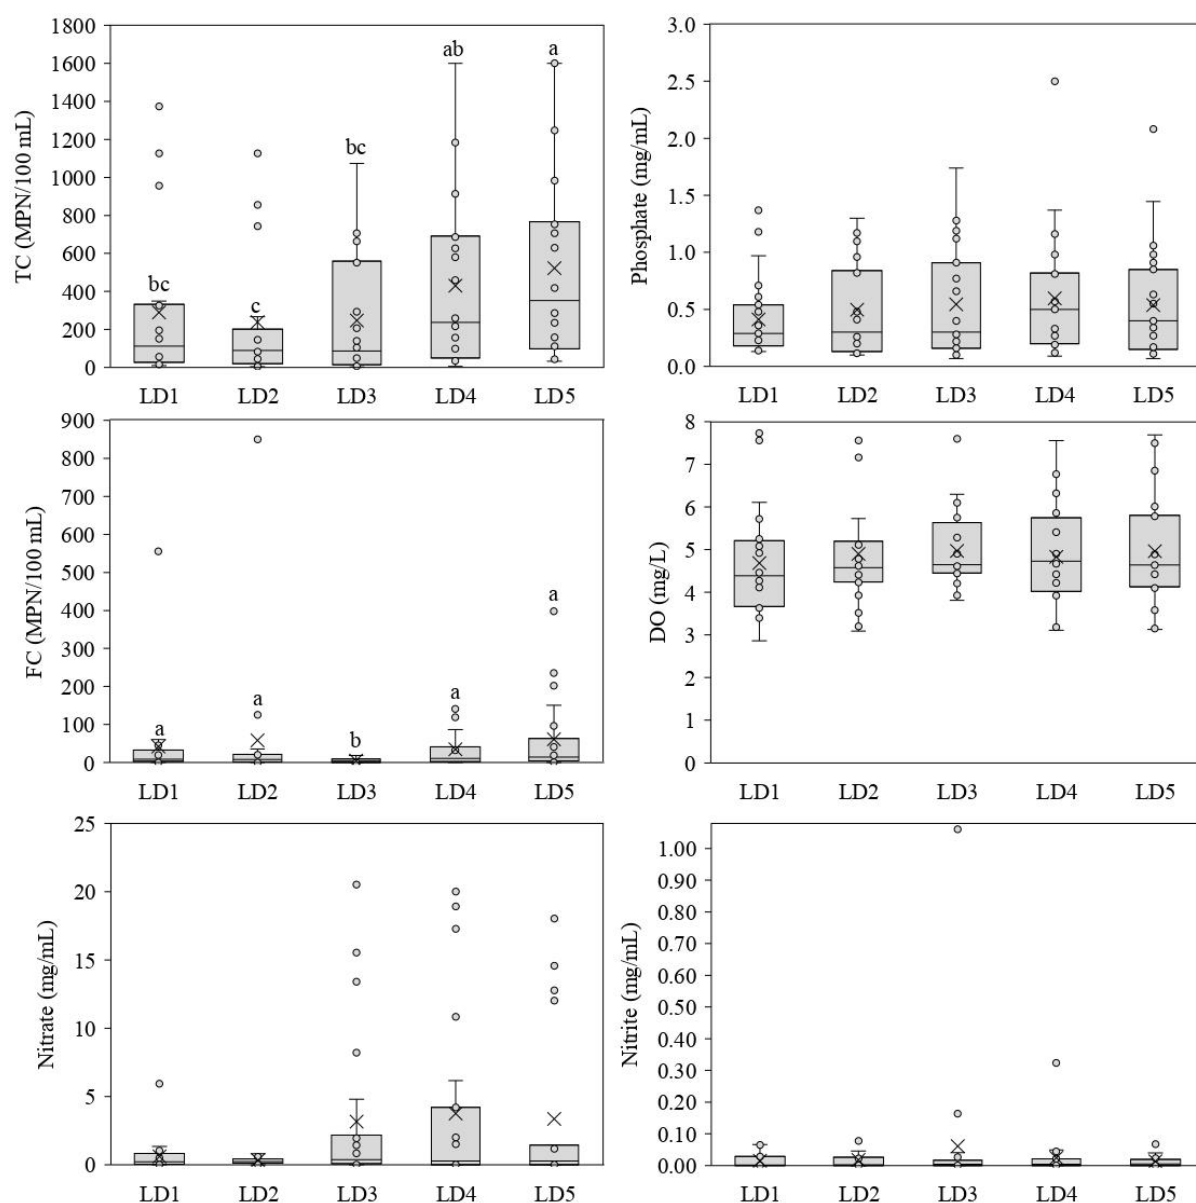 TC (MPN/100 mL)
1800
1600
1400
1200
1000
800
600
400
200
0
bc
c
bc
ab
a
LD1 LD2 LD3 LD4 LD5
Phosphate (mg/mL)
3.0
2.5
2.0
1.5
1.0
0.5
0.0
LD1 LD2 LD3 LD4 LD5
FC (MPN/100 mL)
900
800
700
600
500
400
300
200
100
0
a
a
b
a
a
LD1 LD2 LD3 LD4 LD5
DO (mg/L)
8
7
6
5
4
3
2
1
0
LD1 LD2 LD3 LD4 LD5
Nitrate (mg/mL)
25
20
15
10
5
0
LD1 LD2 LD3 LD4 LD5
Nitrite (mg/mL)
1.00
0.90
0.80
0.70
0.60
0.50
0.40
0.30
0.20
0.10
0.00
LD1 LD2 LD3 LD4 LD5